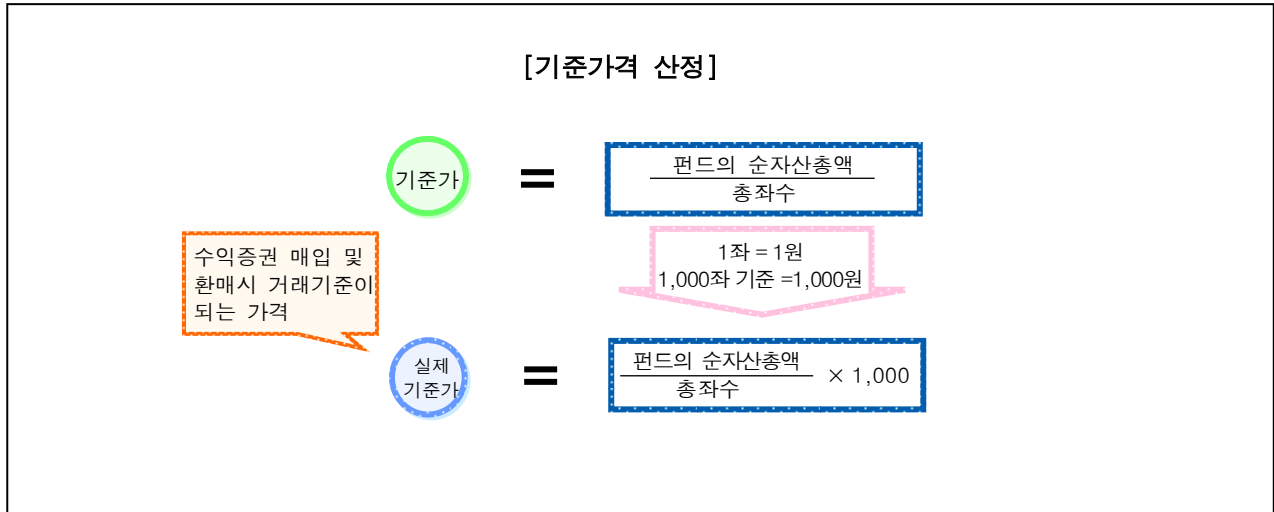 [기준가격 산정]
기준가
=
펀드의 순자산총액
총좌수
수익증권 매입 및
환매시 거래기준이
되는 가격
1좌 = 1원
1,000좌 기준 =1,000원
실제
기준가
=
펀드의 순자산총액
총좌수
× 1,000